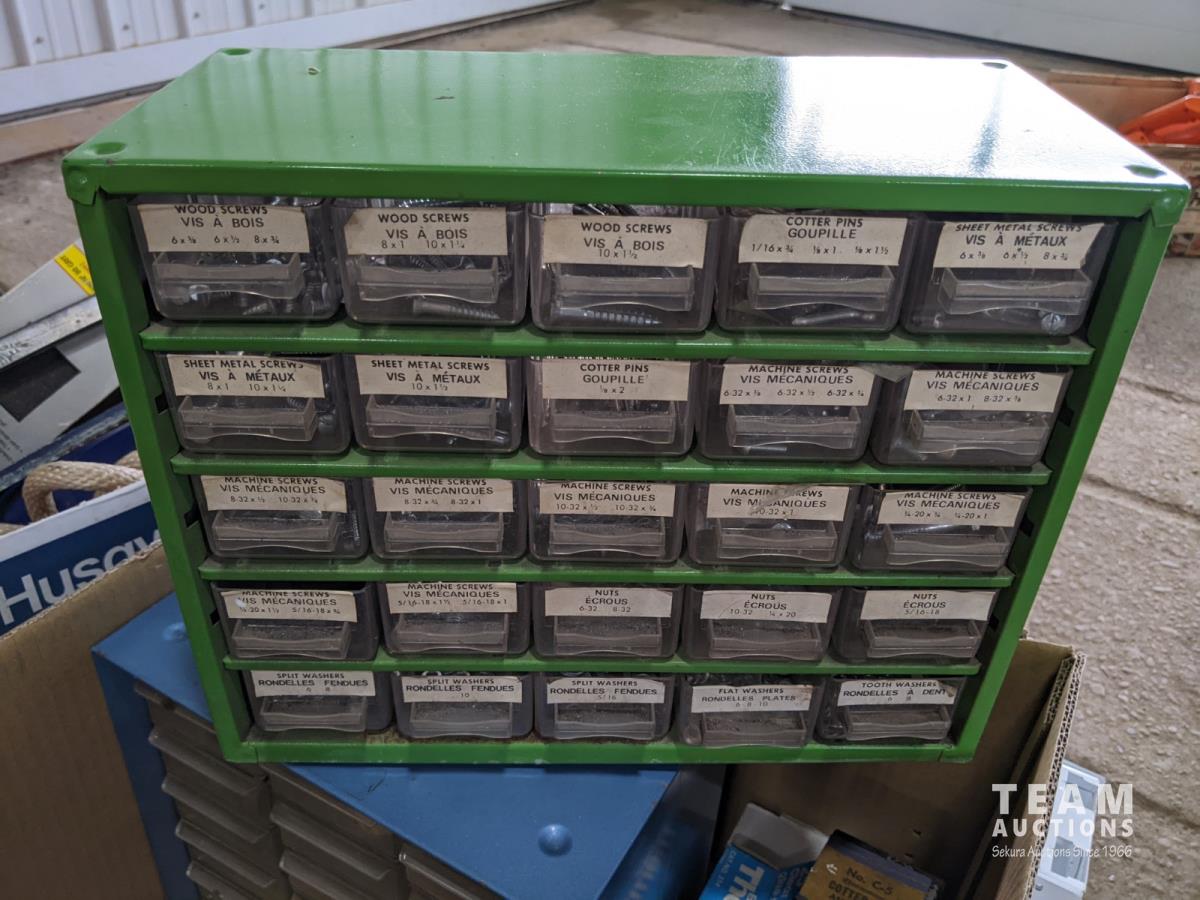 WOOD SCREWS
VIS À BOIS
6 x ⅜ 6 x ½ 8 x ¾
WOOD SCREWS
VIS À BOIS
8 x 1 10 x 1¼
WOOD SCREWS
VIS À BOIS
10 x 1½
COTTER PINS
GOUPILLE
1/16 x ¾ ⅛ x 1 ⅛ x 1½
SHEET METAL SCREWS
VIS À MÉTAUX
6 x ⅜ 6 x ½ 8 x ¾
SHEET METAL SCREWS
VIS À MÉTAUX
8 x 1 10 x 1¼
SHEET METAL SCREWS
VIS À MÉTAUX
10 x 1½
COTTER PINS
GOUPILLE
⅛ x 2
MACHINE SCREWS
VIS MÉCANIQUES
6-32 x ⅜ 6-32 x ½ 6-32 x ¾
MACHINE SCREWS
VIS MÉCANIQUES
6-32 x 1 8-32 x ⅜
MACHINE SCREWS
VIS MÉCANIQUES
8-32 x ½ 10-32 x ¾
MACHINE SCREWS
VIS MÉCANIQUES
8-32 x ¾ 8-32 x 1
MACHINE SCREWS
VIS MÉCANIQUES
10-32 x ½ 10-32 x ¾
MACHINE SCREWS
VIS MÉCANIQUES
10-32 x 1
MACHINE SCREWS
VIS MÉCANIQUES
¼-20 x ¾ ¼-20 x 1
MACHINE SCREWS
VIS MÉCANIQUES
¼-20 x 1½ 5/16-18 x ¾
MACHINE SCREWS
VIS MÉCANIQUES
5/16-18 x 1½ 5/16-18 x 1
NUTS
ÉCROUS
6-32 8-32
NUTS
ÉCROUS
10-32 ¼ x 20
NUTS
ÉCROUS
5/16-18
SPLIT WASHERS
RONDELLES FENDUES
6 8
SPLIT WASHERS
RONDELLES FENDUES
10
SPLIT WASHERS
RONDELLES FENDUES
5/16
FLAT WASHERS
RONDELLES PLATES
6-8-10
TOOTH WASHERS
RONDELLES À DENT
6 8
Husqv
No. C-5
COTTER
TEAM
AUCTIONS
Sekura Auctions Since 1966